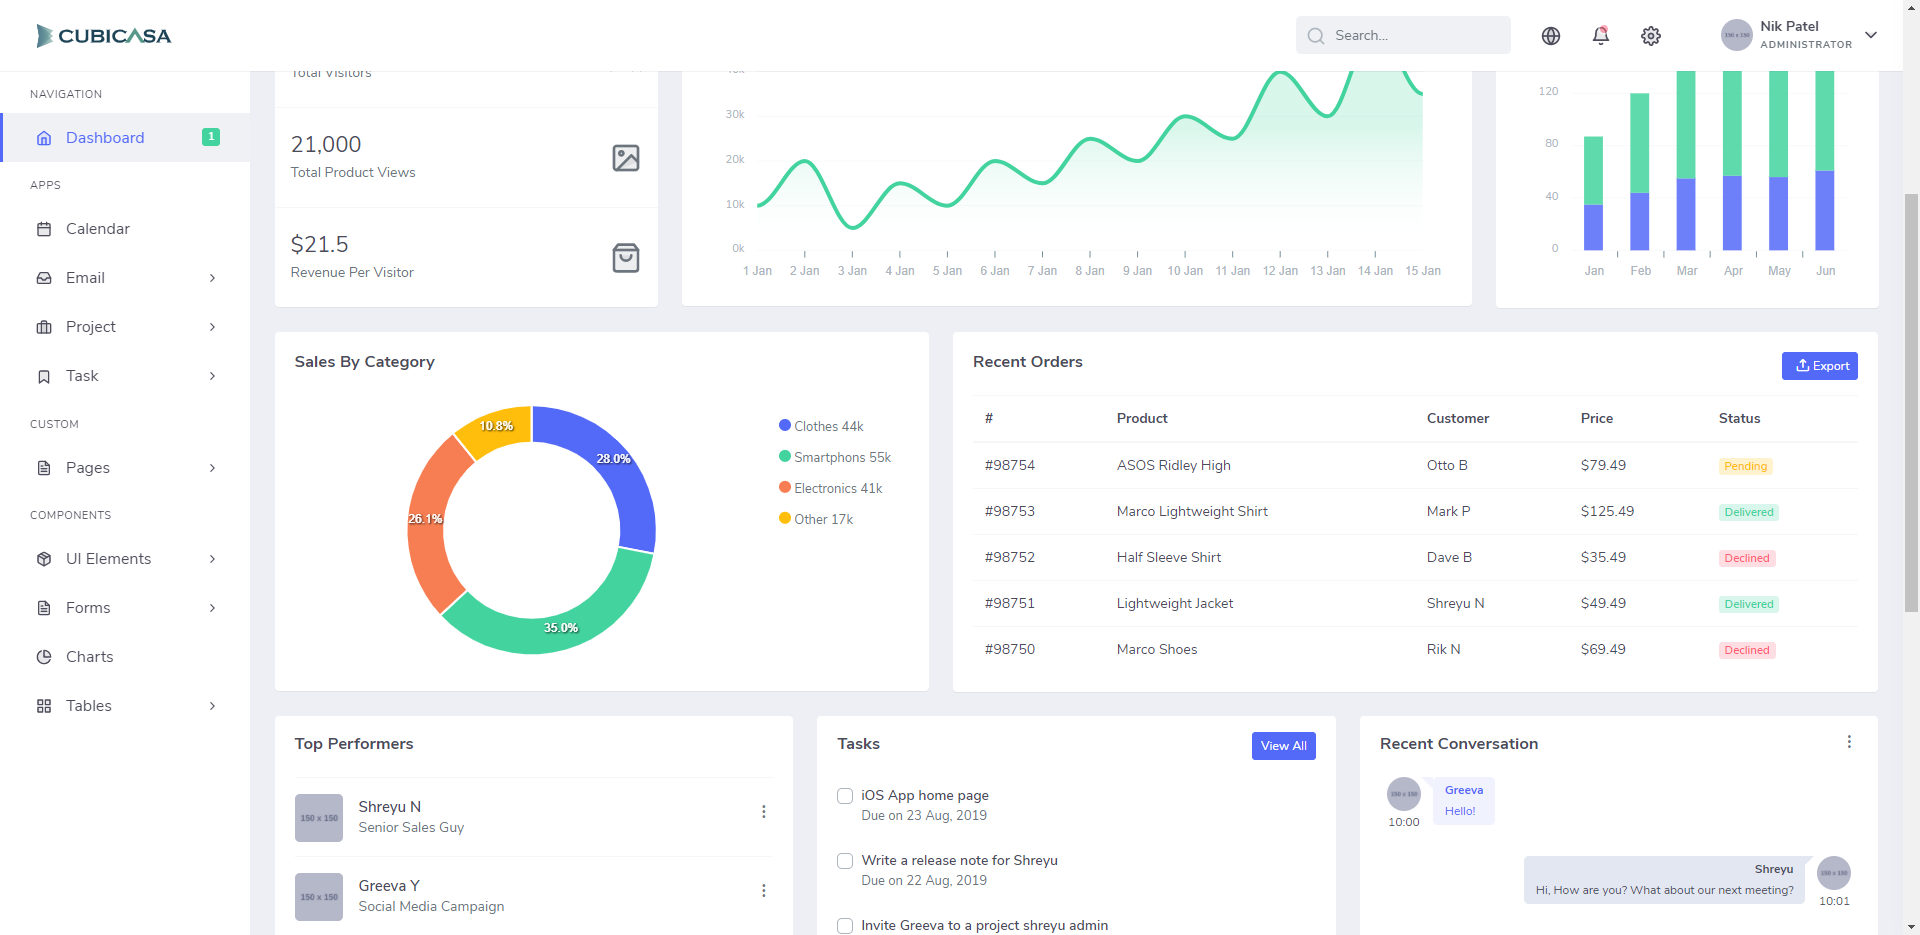 CUBICASA
Search...
Nik Patel
ADMINISTRATOR
NAVIGATION
Dashboard
1
APPS
Calendar
Email
Project
Task
CUSTOM
Pages
COMPONENTS
UI Elements
Forms
Charts
Tables
Total Visitors
21,000
Total Product Views
$21.5
Revenue Per Visitor
30k
20k
10k
0k
1 Jan 2 Jan 3 Jan 4 Jan 5 Jan 6 Jan 7 Jan 8 Jan 9 Jan 10 Jan 11 Jan 12 Jan 13 Jan 14 Jan 15 Jan
120
80
40
0
Jan Feb Mar Apr May Jun
Sales By Category
10.8%
28.0%
26.1%
35.0%
Clothes 44k
Smartphons 55k
Electronics 41k
Other 17k
Recent Orders
Export
# Product Customer Price Status
#98754 ASOS Ridley High Otto B $79.49 Pending
#98753 Marco Lightweight Shirt Mark P $125.49 Delivered
#98752 Half Sleeve Shirt Dave B $35.49 Declined
#98751 Lightweight Jacket Shreyu N $49.49 Delivered
#98750 Marco Shoes Rik N $69.49 Declined
Top Performers
150 x 150
Shreyu N
Senior Sales Guy
150 x 150
Greeva Y
Social Media Campaign
Tasks
View All
iOS App home page
Due on 23 Aug, 2019
Write a release note for Shreyu
Due on 22 Aug, 2019
Invite Greeva to a project shreyu admin
Recent Conversation
150 x 150
10:00
Greeva
Hello!
Shreyu
Hi, How are you? What about our next meeting?
150 x 150
10:01